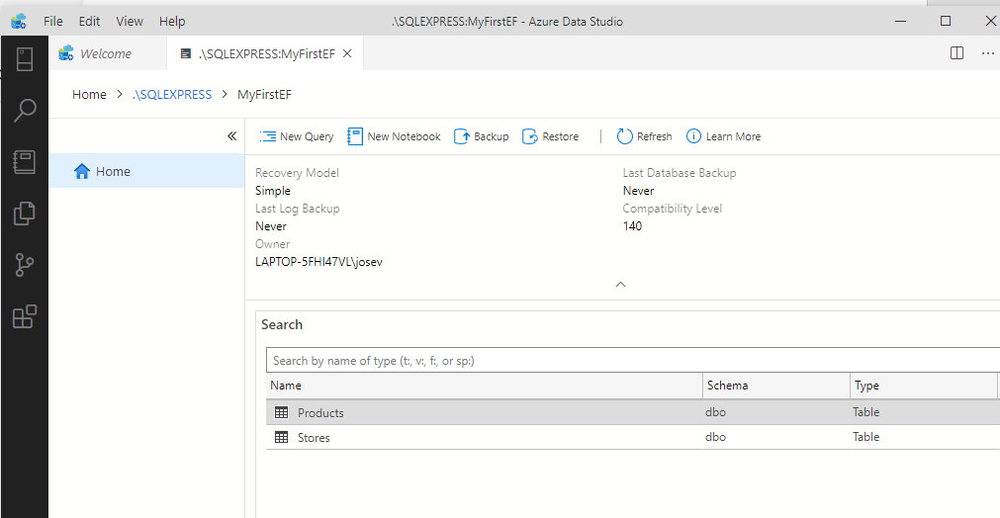 File Edit View Help .\SQLEXPRESS:MyFirstEF - Azure Data Studio
Welcome .\SQLEXPRESS:MyFirstEF
Home > .\SQLEXPRESS > MyFirstEF
« New Query New Notebook Backup Restore | Refresh Learn More
Home
Recovery Model Last Database Backup
Simple Never
Last Log Backup Compatibility Level
Never 140
Owner
LAPTOP-5FHI47VL\josev
Search
Search by name of type (t:, v:, f:, or sp:)
Name Schema Type
Products dbo Table
Stores dbo Table